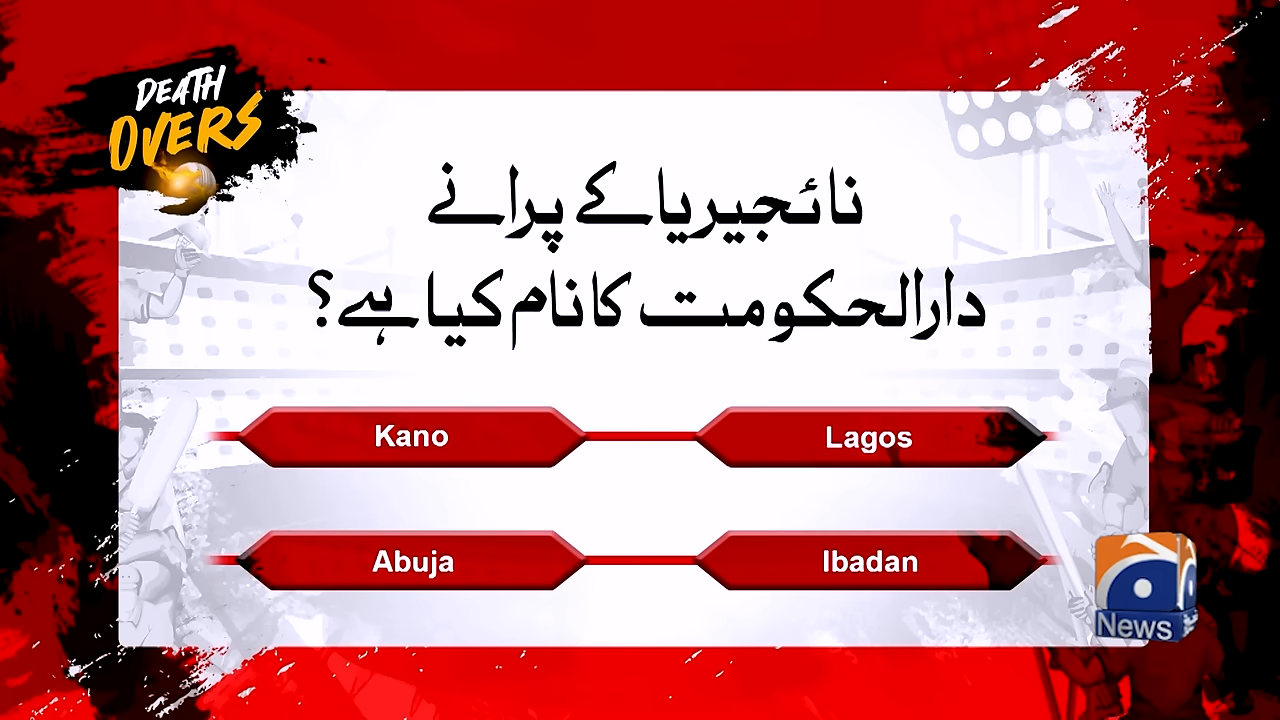 DEATH
OVERS
نائجیریا کے پرانے
دارالحکومت کا نام کیا ہے؟
Kano
Lagos
Abuja
Ibadan
News